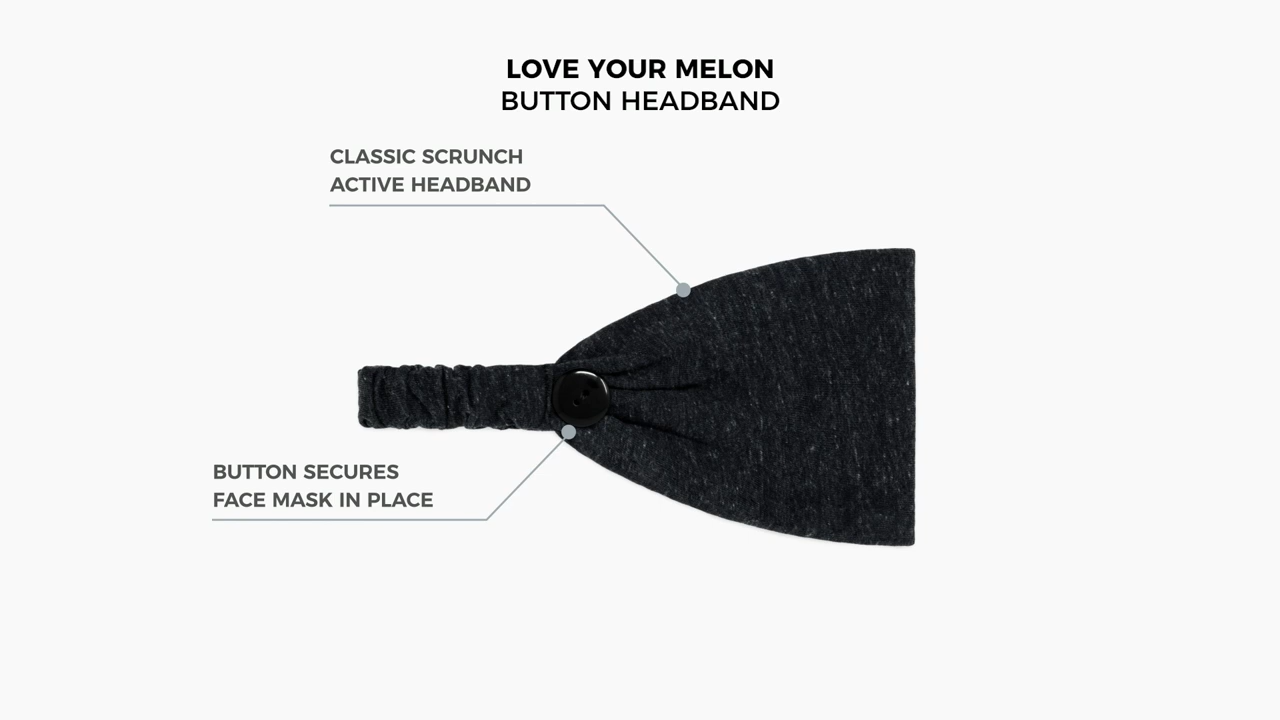 LOVE YOUR MELON
BUTTON HEADBAND
CLASSIC SCRUNCH
ACTIVE HEADBAND
BUTTON SECURES
FACE MASK IN PLACE